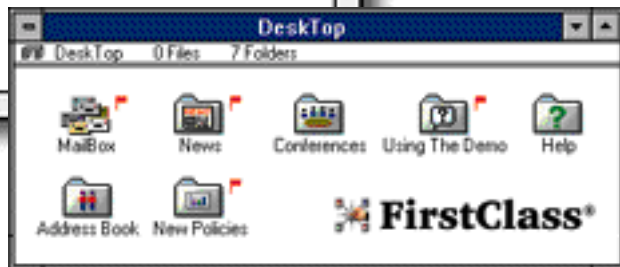 DeskTop
DeskTop 0 Files 7 Folders
MailBox News Conferences Using The Demo Help
Address Book New Policies
FirstClass®